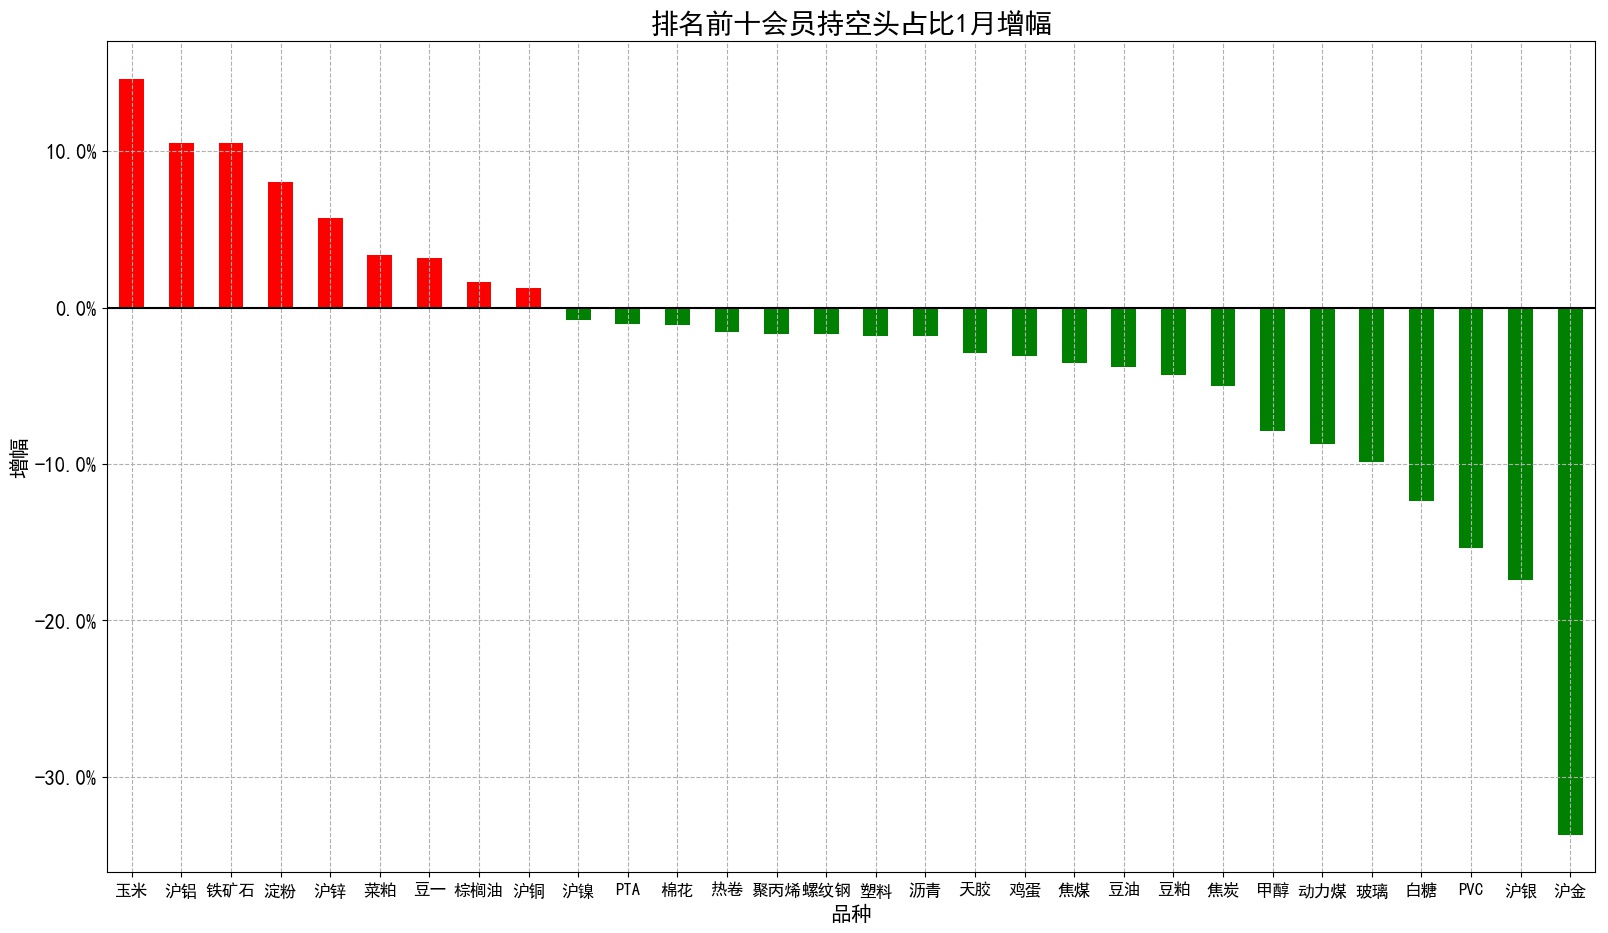 排名前十会员持空头占比1月增幅
10.0%
0.0%
-10.0%
-20.0%
-30.0%
增幅
玉米 沪铝 铁矿石 淀粉 沪锌 菜粕 豆一 棕榈油 沪铜 沪镍 PTA 棉花 热卷 聚丙烯 螺纹钢 塑料 沥青 天胶 鸡蛋 焦煤 豆油 豆粕 焦炭 甲醇 动力煤 玻璃 白糖 PVC 沪银 沪金
品种